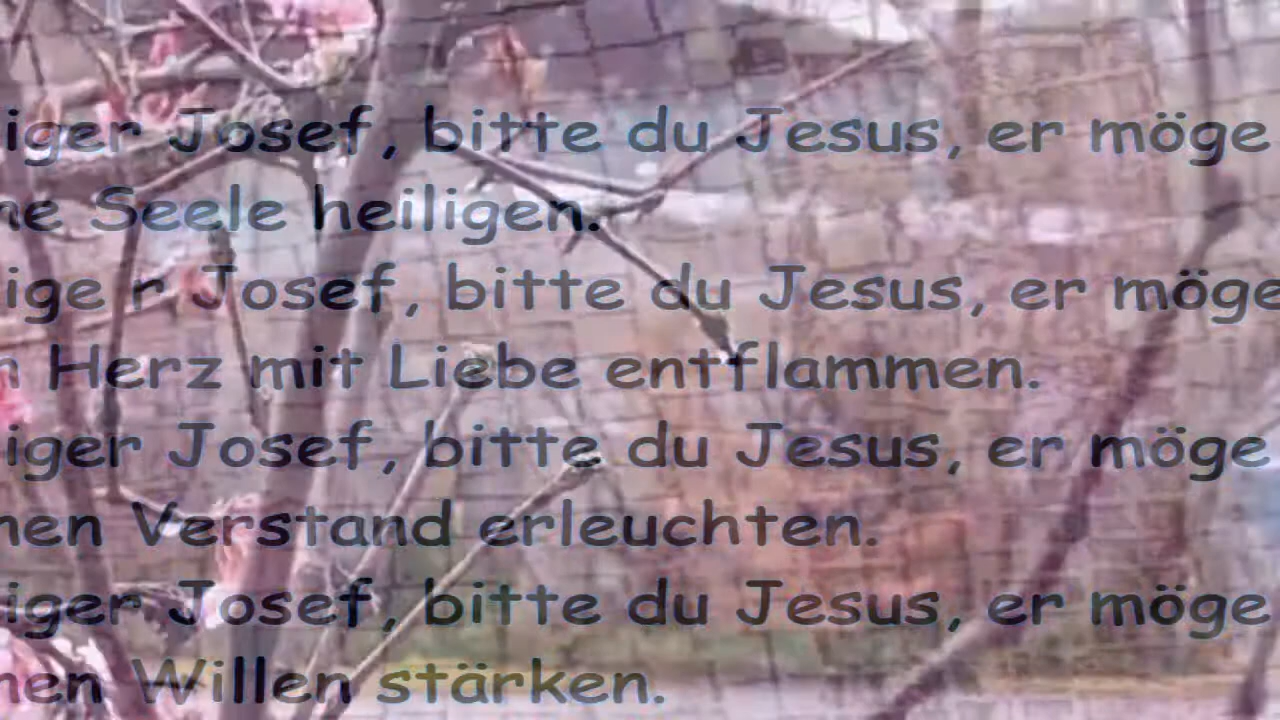 iger Josef, bitte du Jesus, er möge
ne Seele heiligen.
ige r Josef, bitte du Jesus, er möge
n Herz mit Liebe entflammen.
iger Josef, bitte du Jesus, er möge
nen Verstand erleuchten.
iger Josef, bitte du Jesus, er möge
nen Willen stärken.